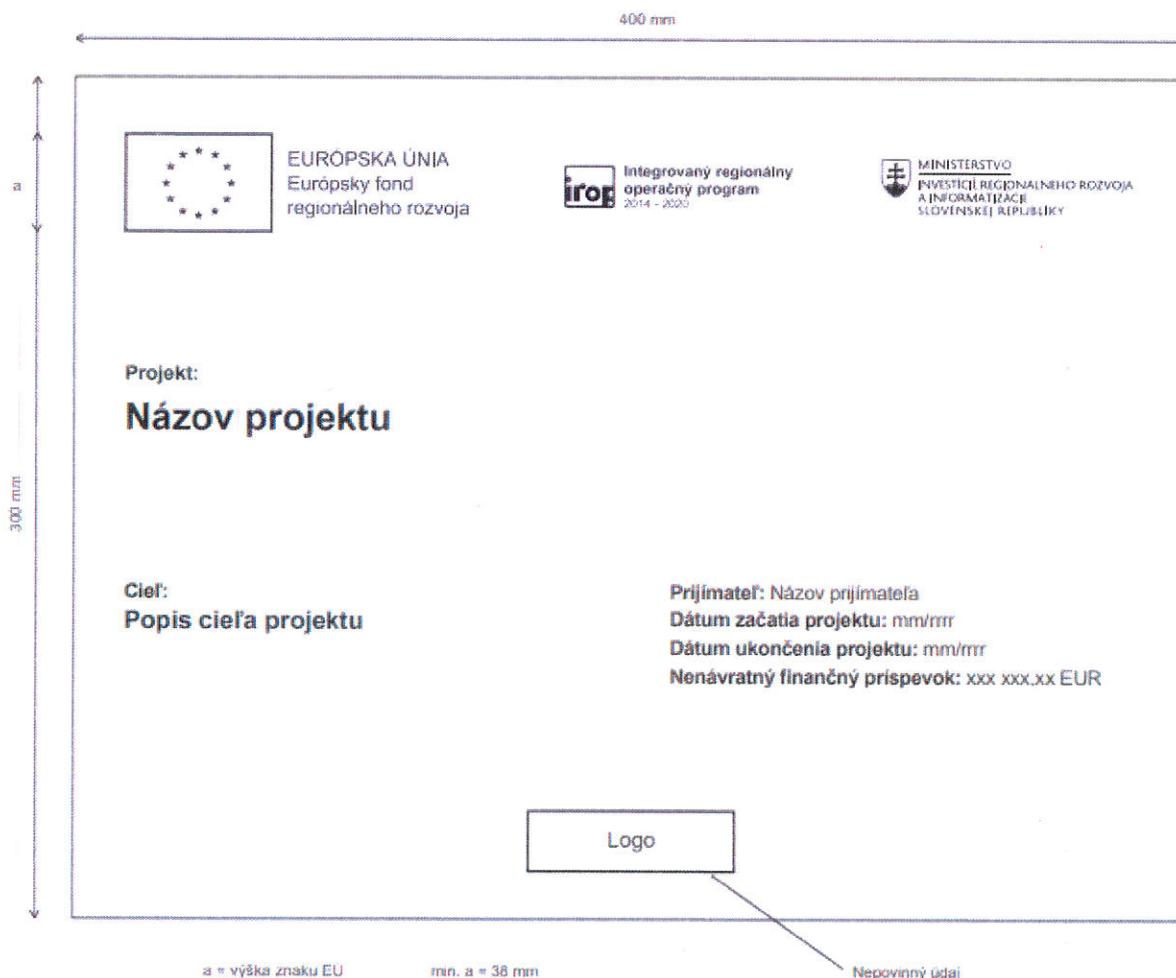 400 mm
a
300 mm
EURÓPSKA ÚNIA
Európsky fond
regionálneho rozvoja
irop
Integrovaný regionálny
operačný program
2014 - 2020
MINISTERSTVO
INVESTÍCIÍ, REGIONÁLNEHO ROZVOJA
A INFORMATIZÁCIE
SLOVENSKEJ REPUBLIKY
Projekt:
Názov projektu
Cieľ:
Popis cieľa projektu
Prijímateľ: Názov prijímateľa
Dátum začatia projektu: mm/rrrr
Dátum ukončenia projektu: mm/rrrr
Nenávratný finančný príspevok: xxx xxx,xx EUR
Logo
a = výška znaku EÚ min. a = 38 mm
Nepovinný údaj